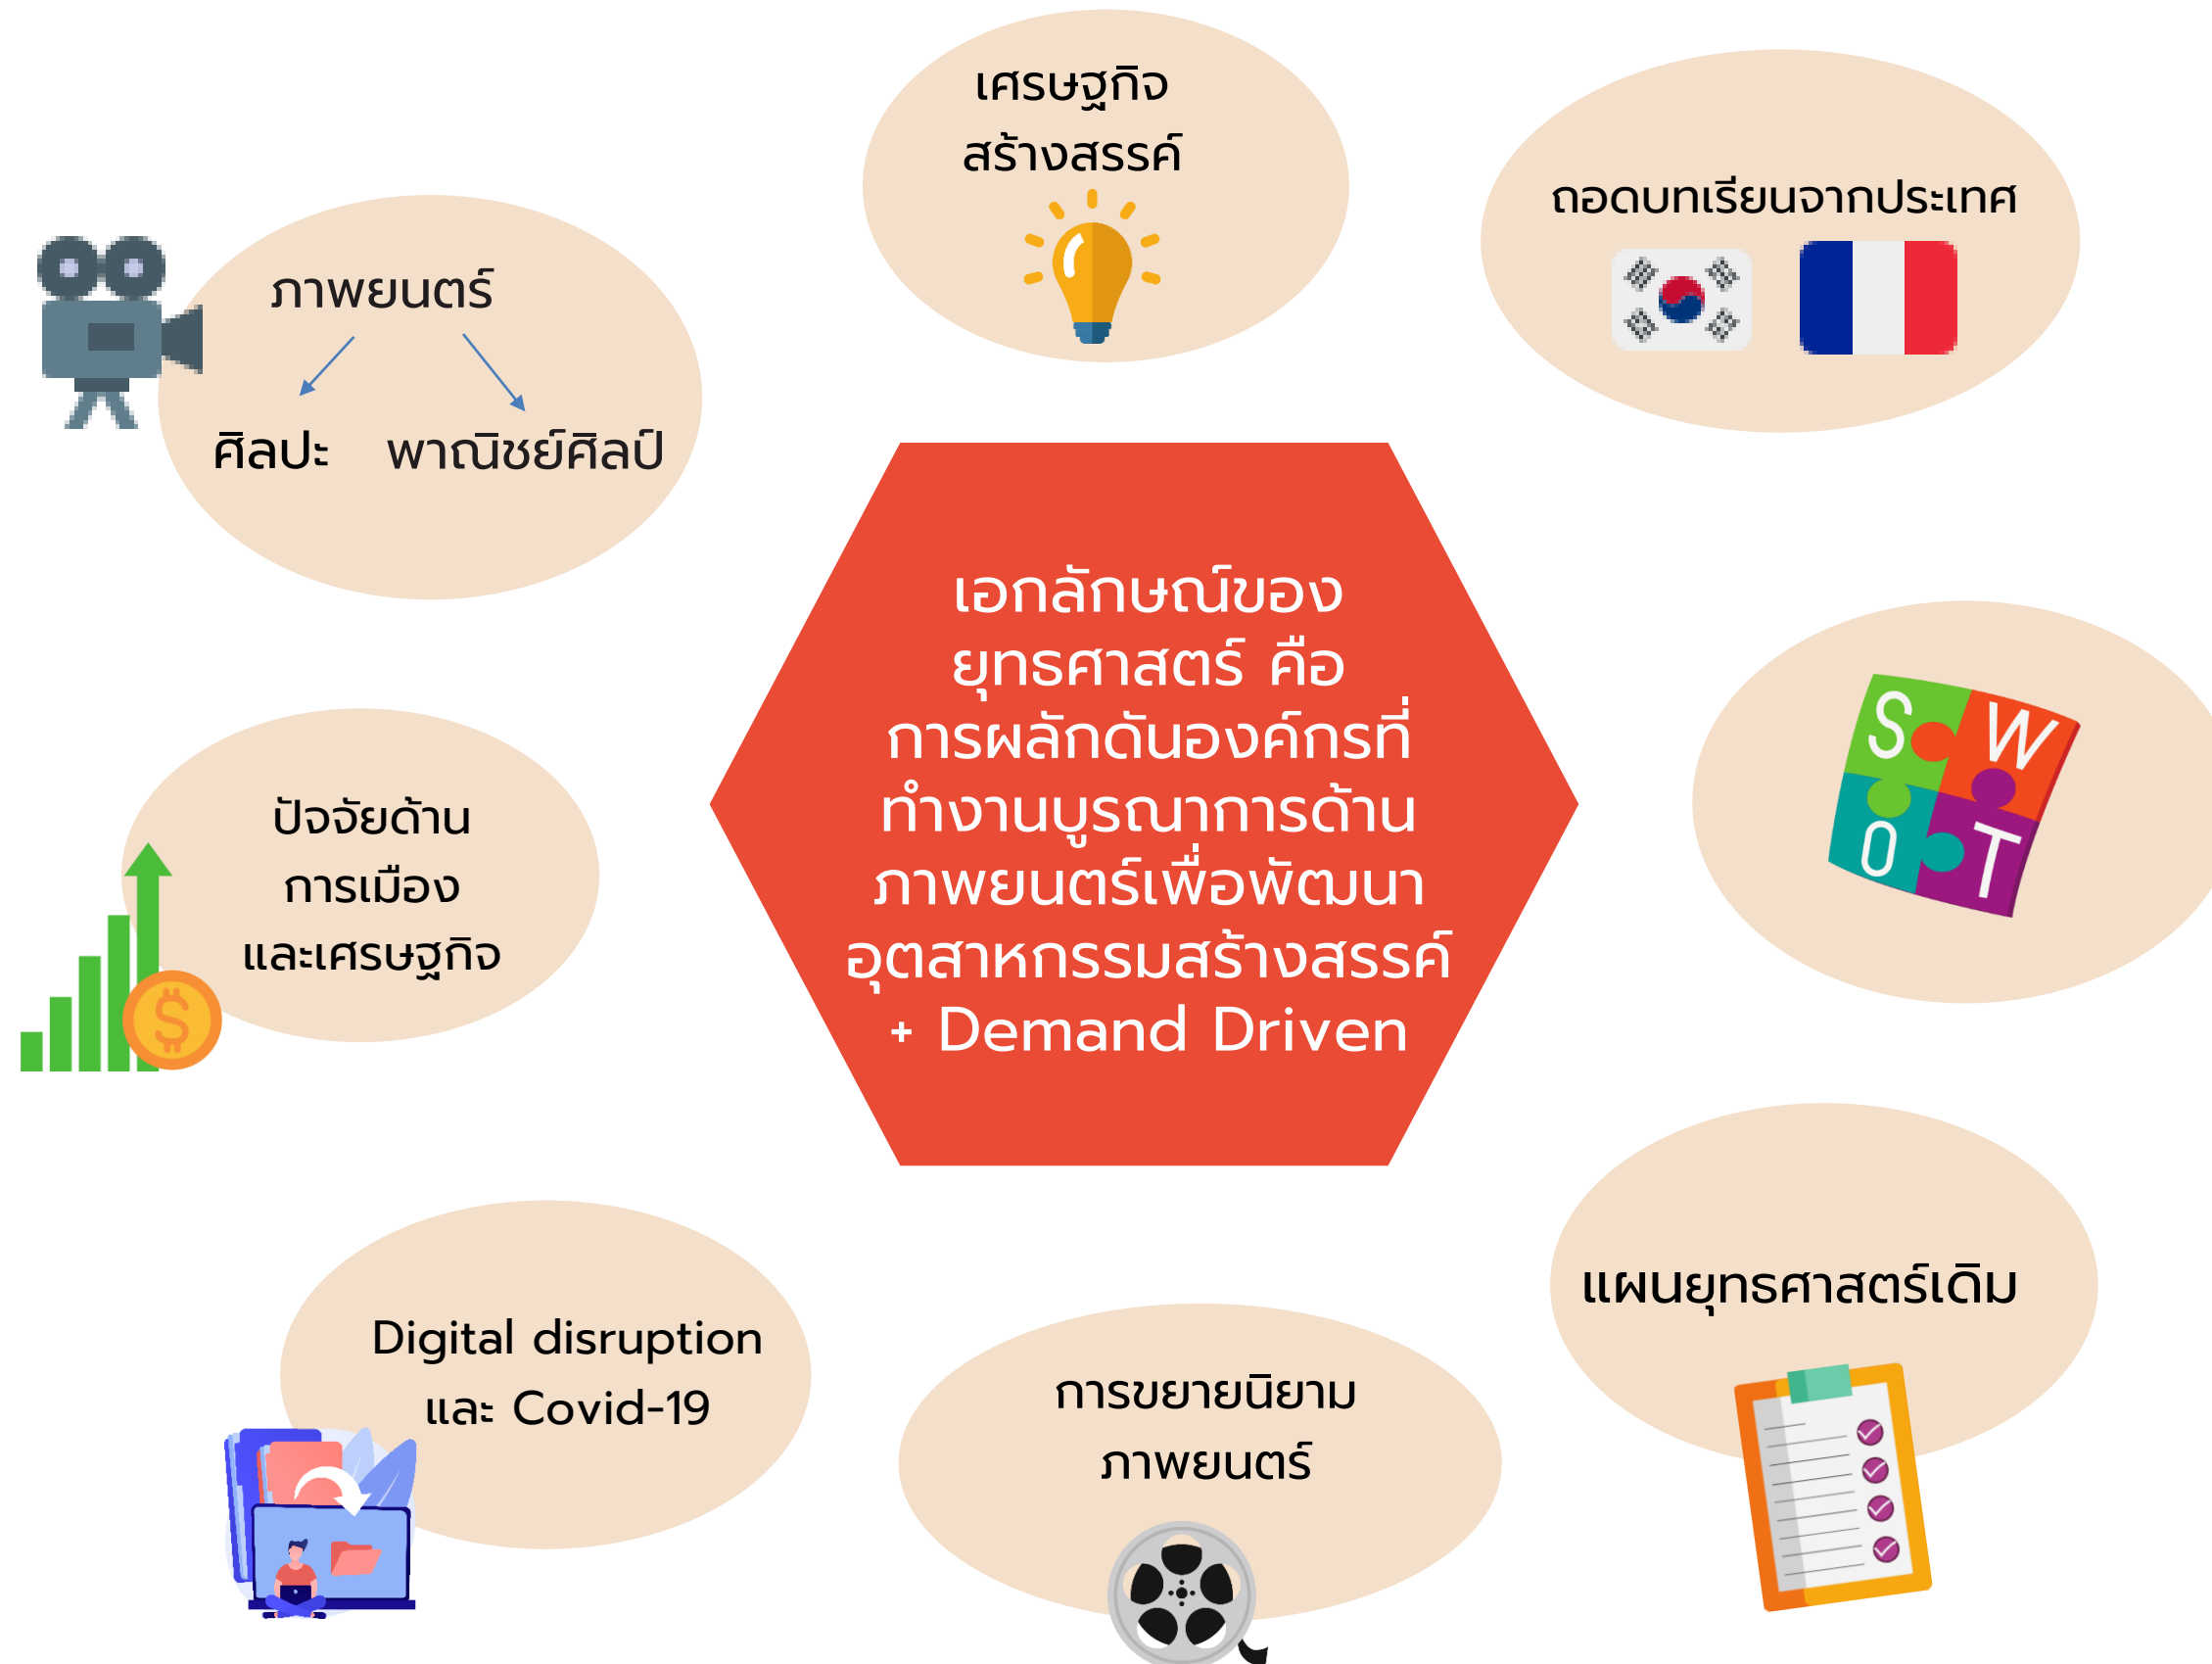 เศรษฐกิจ
สร้างสรรค์
ถอดบทเรียนจากประเทศ
ภาพยนตร์
ศิลปะ พาณิชย์ศิลป์
เอกลักษณ์ของ
ยุทธศาสตร์ คือ
การผลักดันองค์กรที่
ทำงานบูรณาการด้าน
ภาพยนตร์เพื่อพัฒนา
อุตสาหกรรมสร้างสรรค์
+ Demand Driven
S W
O T
ปัจจัยด้าน
การเมือง
และเศรษฐกิจ
$
แผนยุทธศาสตร์เดิม
Digital disruption
และ Covid-19
การขยายนิยาม
ภาพยนตร์